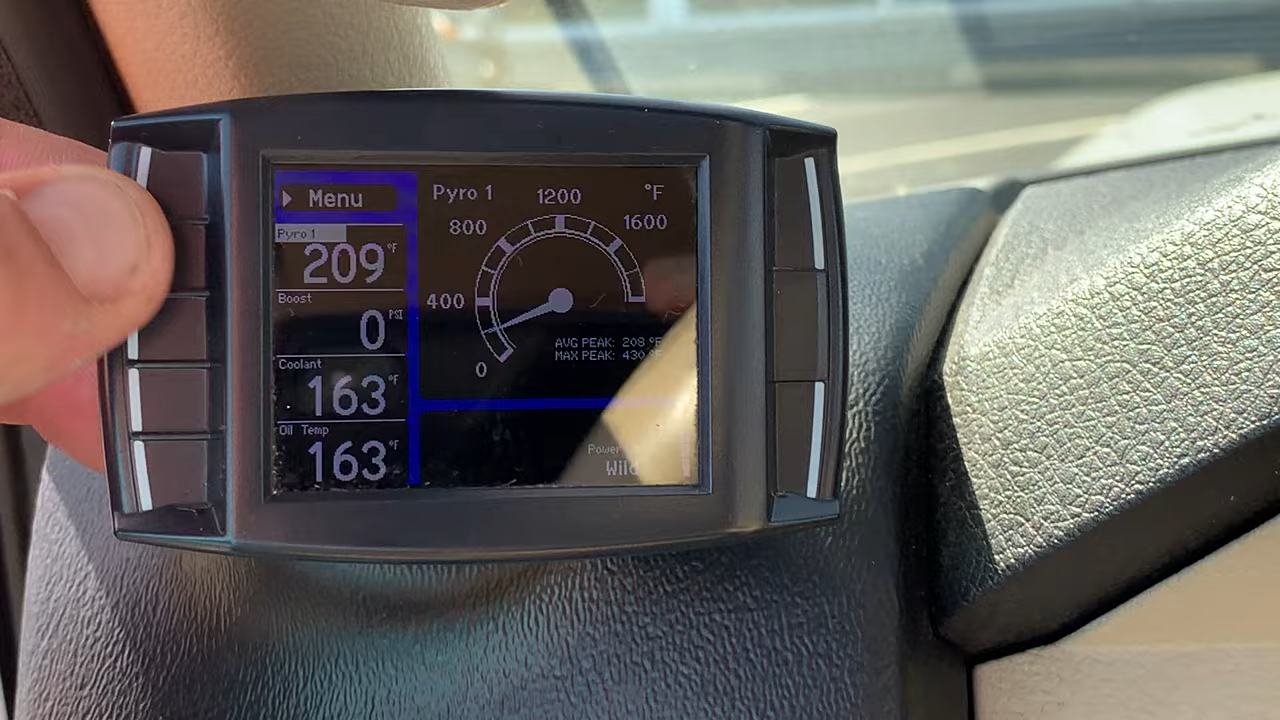 Menu
Pyro 1
209 °F
Boost
0 PSI
Coolant
163 °F
Oil Temp
163 °F
Pyro 1
°F
0
400
800
1200
1600
AVG PEAK: 208 °F
MAX PEAK: 430 °F
Power